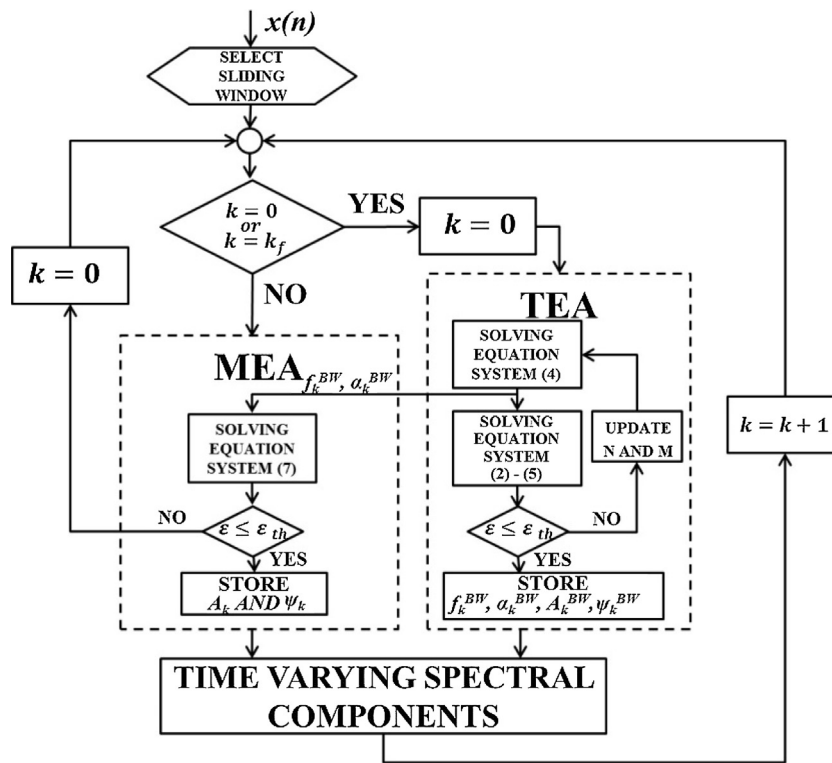 x(n)
SELECT
SLIDING
WINDOW
k = 0
or
k = k_f
YES
k = 0
k = 0
NO
TEA
SOLVING
EQUATION
SYSTEM (4)
MEA
f_k^BW, α_k^BW
SOLVING
EQUATION
SYSTEM (7)
SOLVING
EQUATION
SYSTEM
(2) - (5)
UPDATE
N AND M
k = k + 1
NO
ε ≤ ε_th
YES
ε ≤ ε_th
NO
YES
STORE
A_k AND ψ_k
STORE
f_k^BW, α_k^BW, A_k^BW, ψ_k^BW
TIME VARYING SPECTRAL
COMPONENTS